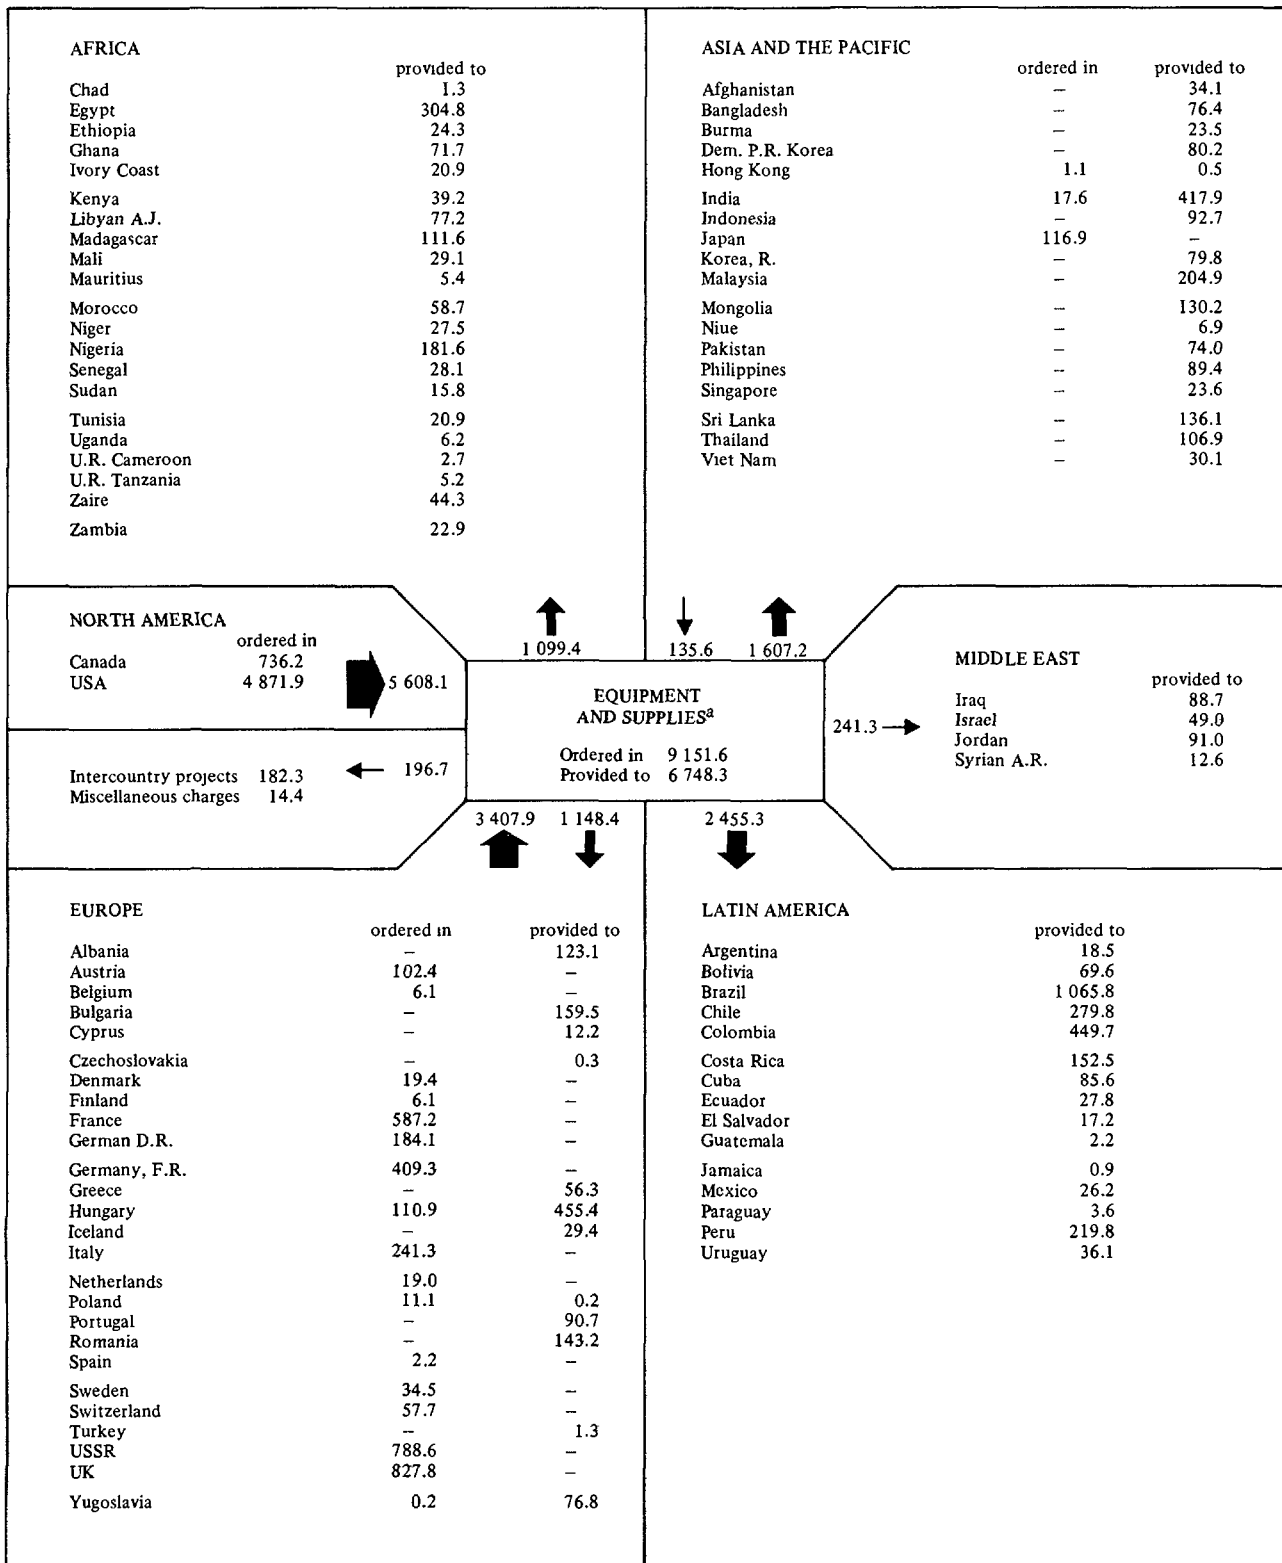 AFRICA
provided to
Chad 1.3
Egypt 304.8
Ethiopia 24.3
Ghana 71.7
Ivory Coast 20.9
Kenya 39.2
Libyan A.J. 77.2
Madagascar 111.6
Mali 29.1
Mauritius 5.4
Morocco 58.7
Niger 27.5
Nigeria 181.6
Senegal 28.1
Sudan 15.8
Tunisia 20.9
Uganda 6.2
U.R. Cameroon 2.7
U.R. Tanzania 5.2
Zaire 44.3
Zambia 22.9
ASIA AND THE PACIFIC
ordered in provided to
Afghanistan – 34.1
Bangladesh – 76.4
Burma – 23.5
Dem. P.R. Korea – 80.2
Hong Kong 1.1 0.5
India 17.6 417.9
Indonesia – 92.7
Japan 116.9 –
Korea, R. – 79.8
Malaysia – 204.9
Mongolia – 130.2
Niue – 6.9
Pakistan – 74.0
Philippines – 89.4
Singapore – 23.6
Sri Lanka – 136.1
Thailand – 106.9
Viet Nam – 30.1
NORTH AMERICA
ordered in
Canada 736.2
USA 4 871.9
5 608.1
1 099.4
135.6 1 607.2
EQUIPMENT
AND SUPPLIESa
Ordered in 9 151.6
Provided to 6 748.3
241.3
MIDDLE EAST
provided to
Iraq 88.7
Israel 49.0
Jordan 91.0
Syrian A.R. 12.6
196.7
Intercountry projects 182.3
Miscellaneous charges 14.4
3 407.9 1 148.4
2 455.3
EUROPE
ordered in provided to
Albania – 123.1
Austria 102.4 –
Belgium 6.1 –
Bulgaria – 159.5
Cyprus – 12.2
Czechoslovakia – 0.3
Denmark 19.4 –
Finland 6.1 –
France 587.2 –
German D.R. 184.1 –
Germany, F.R. 409.3 –
Greece – 56.3
Hungary 110.9 455.4
Iceland – 29.4
Italy 241.3 –
Netherlands 19.0 –
Poland 11.1 0.2
Portugal – 90.7
Romania – 143.2
Spain 2.2 –
Sweden 34.5 –
Switzerland 57.7 –
Turkey – 1.3
USSR 788.6 –
UK 827.8 –
Yugoslavia 0.2 76.8
LATIN AMERICA
provided to
Argentina 18.5
Bolivia 69.6
Brazil 1 065.8
Chile 279.8
Colombia 449.7
Costa Rica 152.5
Cuba 85.6
Ecuador 27.8
El Salvador 17.2
Guatemala 2.2
Jamaica 0.9
Mexico 26.2
Paraguay 3.6
Peru 219.8
Uruguay 36.1